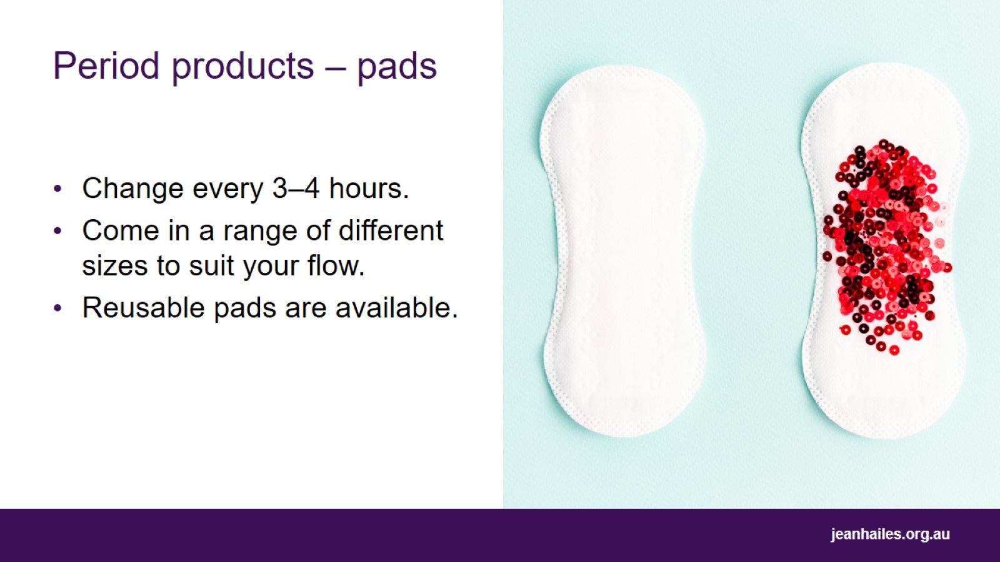 Period products – pads
• Change every 3–4 hours.
• Come in a range of different
sizes to suit your flow.
• Reusable pads are available.
jeanhailes.org.au